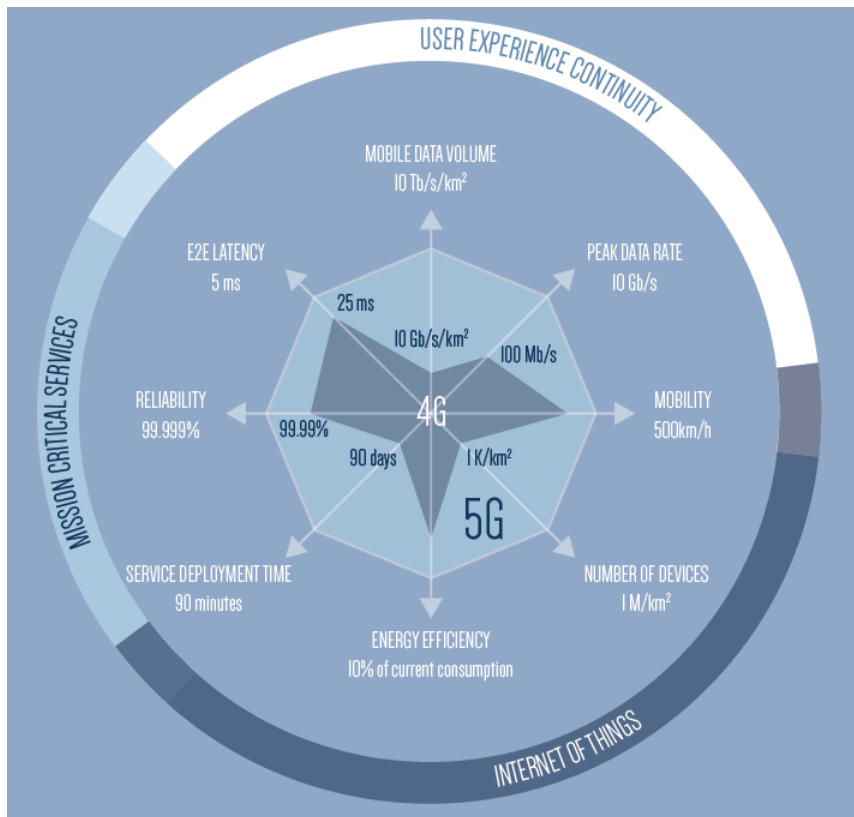 USER EXPERIENCE CONTINUITY
MOBILE DATA VOLUME
10 Tb/s/km²
E2E LATENCY
5 ms
PEAK DATA RATE
10 Gb/s
25 ms
10 Gb/s/km²
100 Mb/s
RELIABILITY
99.999%
99.99%
4G
MOBILITY
500km/h
90 days
1 K/km²
5G
MISSION CRITICAL SERVICES
SERVICE DEPLOYMENT TIME
90 minutes
NUMBER OF DEVICES
1 M/km²
ENERGY EFFICIENCY
10% of current consumption
INTERNET OF THINGS